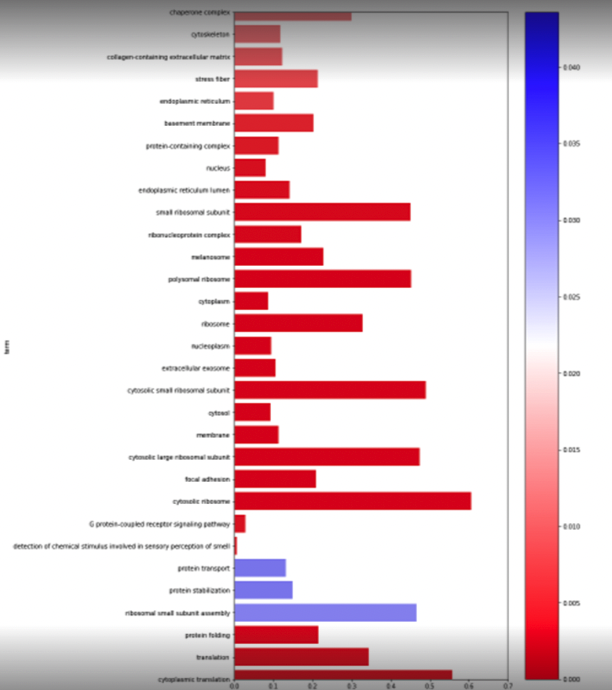 chaperone complex
cytoskeleton
collagen-containing extracellular matrix
stress fiber
endoplasmic reticulum
basement membrane
protein-containing complex
nucleus
endoplasmic reticulum lumen
small ribosomal subunit
ribonucleoprotein complex
melanosome
polysomal ribosome
cytoplasm
ribosome
nucleoplasm
extracellular exosome
cytosolic small ribosomal subunit
cytosol
membrane
cytosolic large ribosomal subunit
focal adhesion
cytosolic ribosome
G protein-coupled receptor signaling pathway
detection of chemical stimulus involved in sensory perception of smell
protein transport
protein stabilization
ribosomal small subunit assembly
protein folding
translation
cytoplasmic translation
term
0.0 0.1 0.2 0.3 0.4 0.5 0.6 0.7
0.040
0.035
0.030
0.025
0.020
0.015
0.010
0.005
0.000